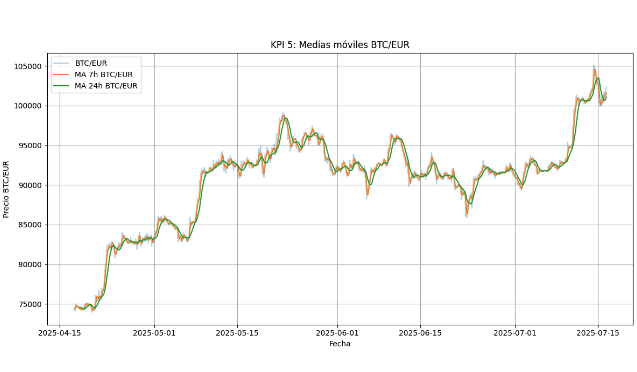 KPI 5: Medias móviles BTC/EUR
BTC/EUR
MA 7h BTC/EUR
MA 24h BTC/EUR
105000
100000
95000
90000
85000
80000
75000
Precio BTC/EUR
2025-04-15
2025-05-01
2025-05-15
2025-06-01
2025-06-15
2025-07-01
2025-07-15
Fecha